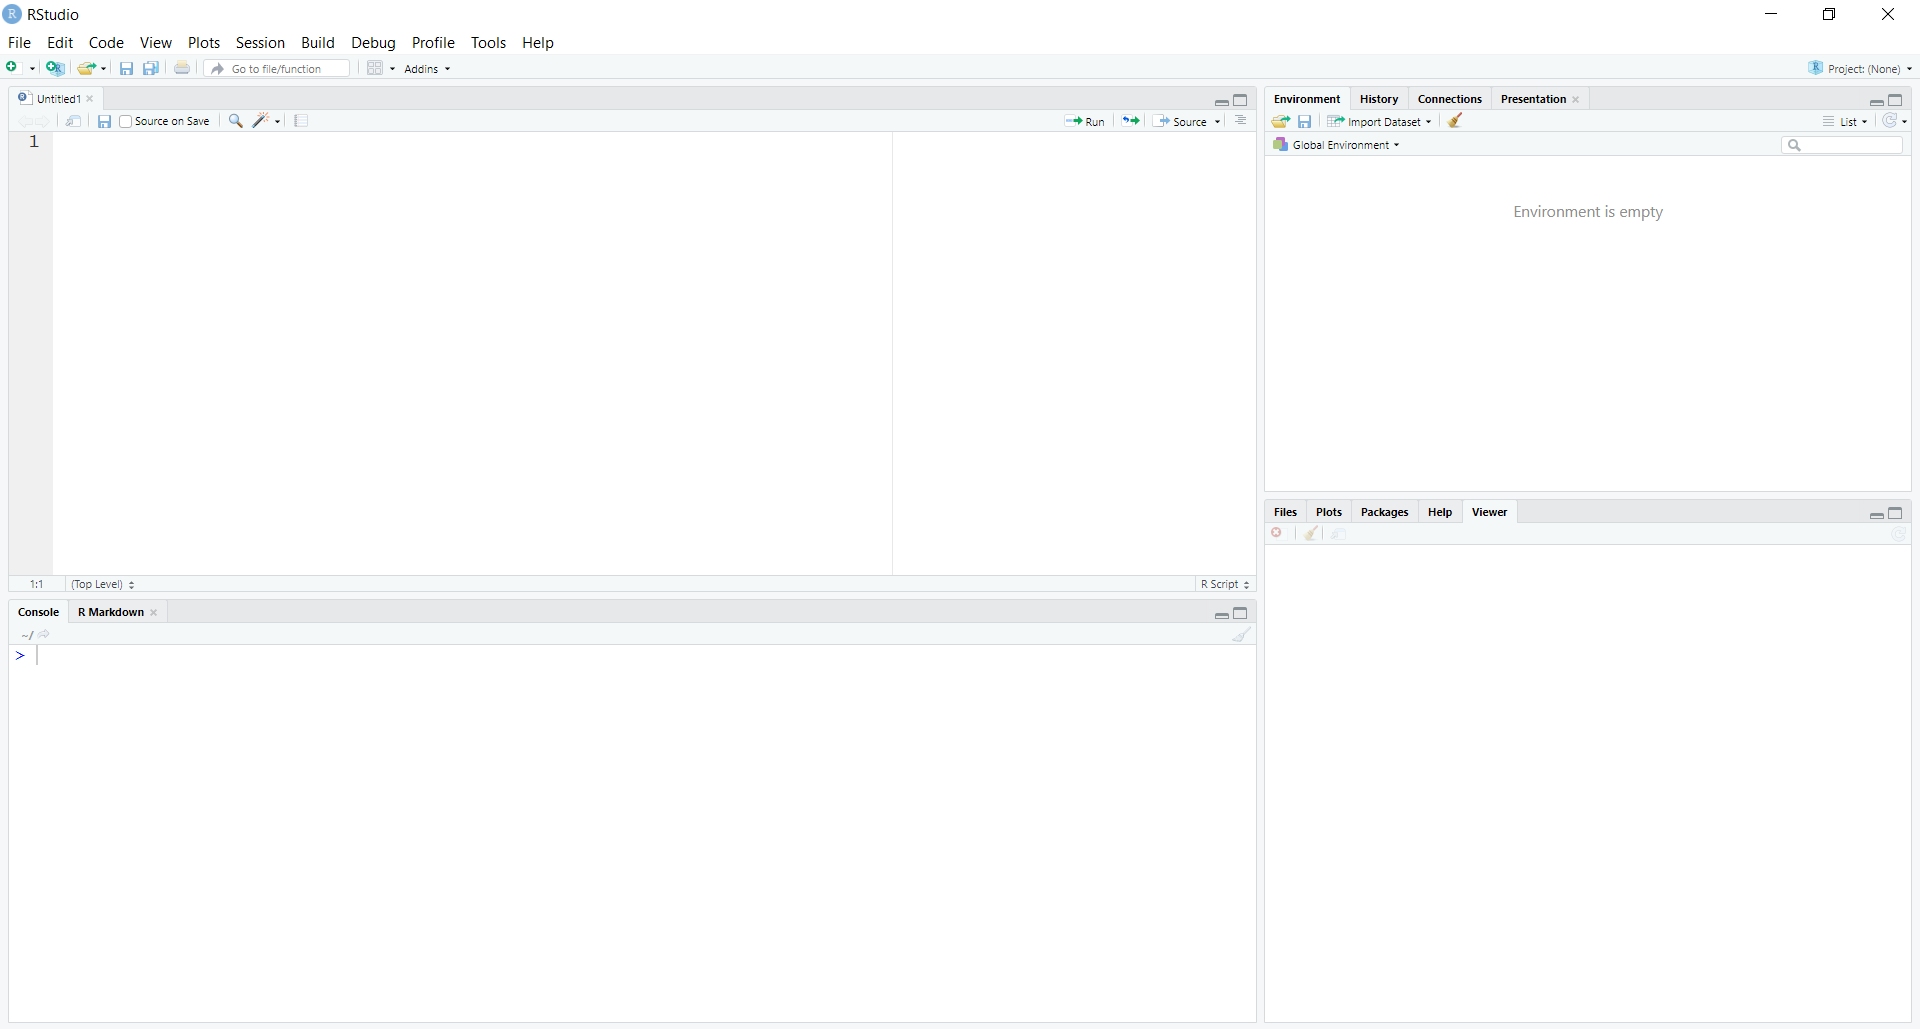 RStudio
File Edit Code View Plots Session Build Debug Profile Tools Help
Go to file/function Addins Project: (None)
Untitled1
Source on Save Run Source
1
1:1 (Top Level) R Script
Console R Markdown
~/
>
Environment History Connections Presentation
Import Dataset List
Global Environment
Environment is empty
Files Plots Packages Help Viewer